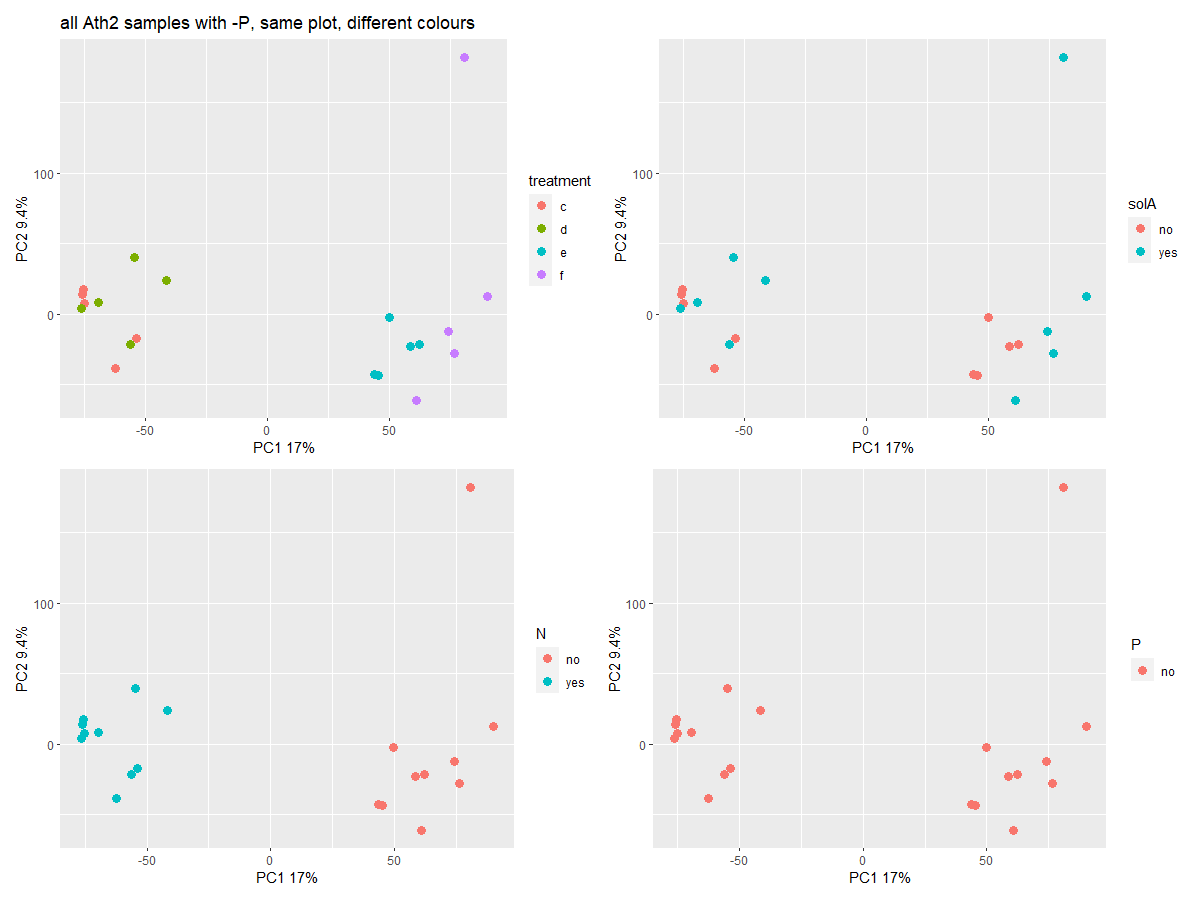 all Ath2 samples with -P, same plot, different colours
100
0
PC2 9.4%
-50
0
50
PC1 17%
treatment
c
d
e
f
100
0
PC2 9.4%
-50
0
50
PC1 17%
solA
no
yes
100
0
PC2 9.4%
-50
0
50
PC1 17%
N
no
yes
100
0
PC2 9.4%
-50
0
50
PC1 17%
P
no